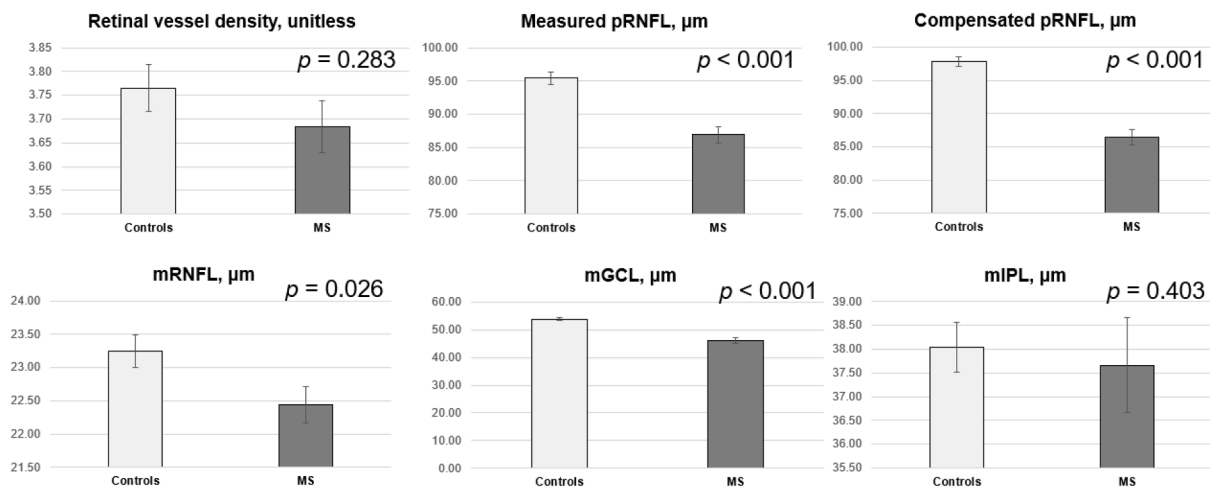 Retinal vessel density, unitless
p = 0.283
3.85
3.80
3.75
3.70
3.65
3.60
3.55
3.50
Controls MS
Measured pRNFL, µm
p < 0.001
100.00
95.00
90.00
85.00
80.00
75.00
Controls MS
Compensated pRNFL, µm
p < 0.001
100.00
95.00
90.00
85.00
80.00
75.00
Controls MS
mRNFL, µm
p = 0.026
24.00
23.50
23.00
22.50
22.00
21.50
Controls MS
mGCL, µm
p < 0.001
60.00
50.00
40.00
30.00
20.00
10.00
0.00
Controls MS
mIPL, µm
p = 0.403
39.00
38.50
38.00
37.50
37.00
36.50
36.00
35.50
Controls MS